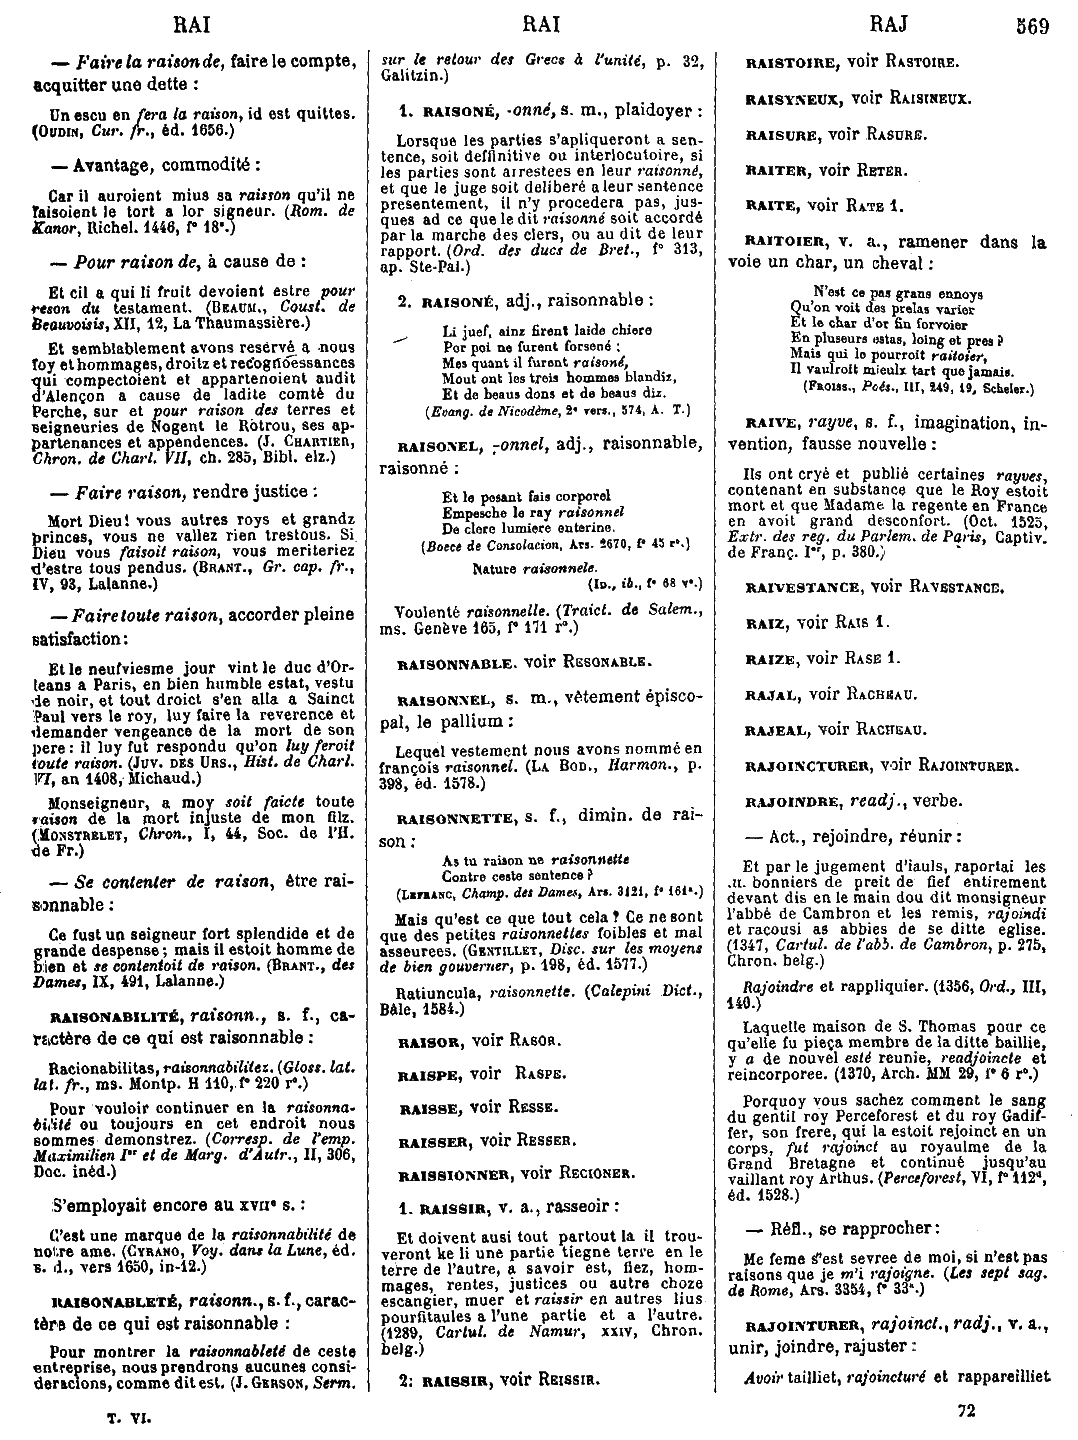 RAI
RAI
RAJ 569
— Faire la raison de, faire le compte,
acquitter une dette :
Un escu en fera la raison, id est quittes.
(OUDIN, Cur. fr., éd. 1656.)
— Avantage, commodité :
Car il auroient mius sa raisson qu'il ne
faisoient le tort a lor signeur. (Rom. de
Kanor, Richel. 1446, f° 18ª.)
— Pour raison de, à cause de :
Et cil a qui li fruit devoient estre pour
reson du testament. (BEAUM., Coust. de
Beauvoisis, XII, 12, La Thaumassière.)
Et semblablement avons reservé a nous
foy et hommages, droitz et recognoessances
qui compectoient et appartenoient audit
d'Alençon a cause de ladite comté du
Perche, sur et pour raison des terres et
seigneuries de Nogent le Rotrou, ses ap-
partenances et appendences. (J. CHARTIER,
Chron. de Charl. VII, ch. 285, Bibl. elz.)
— Faire raison, rendre justice :
Mort Dieu! vous autres roys et grandz
princes, vous ne vallez rien trestous. Si
Dieu vous faisoit raison, vous meriteriez
d'estre tous pendus. (BRANT., Gr. cap. fr.,
IV, 93, Lalanne.)
— Faire toute raison, accorder pleine
satisfaction :
Et le neufviesme jour vint le duc d'Or-
leans a Paris, en bien humble estat, vestu
de noir, et tout droict s'en alla a Sainct
Paul vers le roy, luy faire la reverence et
demander vengeance de la mort de son
pere : il luy fut respondu qu'on luy feroit
toute raison. (JUV. DES URS., Hist. de Charl.
VI, an 1408, Michaud.)
Monseigneur, a moy soit faicte toute
raison de la mort injuste de mon filz.
(MONSTRELET, Chron., I, 44, Soc. de l'H.
de Fr.)
— Se contenter de raison, être rai-
sonnable :
Ce fust un seigneur fort splendide et de
grande despense ; mais il estoit homme de
bien et se contentoit de raison. (BRANT., des
Dames, IX, 491, Lalanne.)
RAISONABILITÉ, raisonn., s. f., ca-
ractère de ce qui est raisonnable :
Racionabilitas, raisonnabilitez. (Gloss. lat.
lat. fr., ms. Montp. H 110, f° 220 r°.)
Pour vouloir continuer en la raisonna-
bilité ou toujours en cet endroit nous
sommes demonstrez. (Corresp. de l'emp.
Maximilien Ier et de Marg. d'Autr., II, 306,
Doc. inéd.)
S'employait encore au XVIIe s. :
C'est une marque de la raisonnabilité de
notre ame. (CYRANO, Voy. dans la Lune, éd.
s. d., vers 1650, in-12.)
RAISONABLETÉ, raisonn., s. f., carac-
tère de ce qui est raisonnable :
Pour montrer la raisonnableté de ceste
entreprise, nous prendrons aucunes consi-
deracions, comme dit est. (J. GERSON, Serm.
sur le retour des Grecs à l'unité, p. 32,
Galitzin.)
1. RAISONÉ, -onné, s. m., plaidoyer :
Lorsque les parties s'apliqueront a sen-
tence, soit deffinitive ou interlocutoire, si
les parties sont arrestees en leur raisonné,
et que le juge soit deliberé a leur sentence
presentement, il n'y procedera pas, jus-
ques ad ce que le dit raisonné soit accordé
par la marche des clers, ou au dit de leur
rapport. (Ord. des ducs de Bret., f° 313,
ap. Ste-Pal.)
2. RAISONÉ, adj., raisonnable :
Li juef, ainz firent laide chiere
Por poi ne furent forsené ;
Mes quant il furent raisoné,
Mout ont les treis hommes blandiz,
Et de beaus dons et de beaus diz.
(Evang. de Nicodème, 2e vers., 574, A. T.)
RAISONEL, -onnel, adj., raisonnable,
raisonné :
Et le pesant fais corporel
Empesche le ray raisonnel
De clere lumiere enterine.
(Boece de Consolacion, Ars. 2670, f° 45 r°.)
Nature raisonnele.
(ID., ib., f° 68 v°.)
Voulenté raisonnelle. (Traict. de Salem.,
ms. Genève 165, f° 171 r°.)
RAISONNABLE. voir RESONABLE.
RAISONNEL, s. m., vêtement épisco-
pal, le pallium :
Lequel vestement nous avons nommé en
françois raisonnel. (LA BOD., Harmon., p.
398, éd. 1578.)
RAISONNETTE, s. f., dimin. de rai-
son :
As tu raison ne raisonnette
Contre ceste sentence ?
(LEFRANC, Champ. des Dames, Ars. 3121, f° 161ª.)
Mais qu'est ce que tout cela ? Ce ne sont
que des petites raisonnettes foibles et mal
asseurees. (GENTILLET, Disc. sur les moyens
de bien gouverner, p. 198, éd. 1577.)
Ratiuncula, raisonnette. (Calepini Dict.,
Bâle, 1584.)
RAISOR, voir RASOR.
RAISPE, voir RASPE.
RAISSE, voir RESSE.
RAISSER, voir RESSER.
RAISSIONNER, voir RECIONER.
1. RAISSIR, v. a., rasseoir :
Et doivent ausi tout partout la il trou-
veront ke li une partie tiegne terre en le
terre de l'autre, a savoir est, fiez, hom-
mages, rentes, justices ou autre choze
escangier, muer et raissir en autres lius
pourfitaules a l'une partie et a l'autre.
(1289, Cartul. de Namur, XXIV, Chron.
belg.)
2. RAISSIR, voir REISSIR.
RAISTOIRE, voir RASTOIRE.
RAISYNEUX, voir RAISINEUX.
RAISURE, voir RASURE.
RAITER, voir RETER.
RAITE, voir RATE 1.
RAITOIER, v. a., ramener dans la
voie un char, un cheval :
N'est ce pas grans ennoys
Qu'on voit des prelas varier
Et le char d'or fin forvoier
En pluseurs estas, loing et pres ?
Mais qui le pourroit raitoier,
Il vaulroit mieulx tart que jamais.
(FROISS., Poés., III, 249, 19, Scheler.)
RAIVE, rayve, s. f., imagination, in-
vention, fausse nouvelle :
Ils ont cryé et publié certaines rayves,
contenant en substance que le Roy estoit
mort et que Madame la regente en France
en avoit grand desconfort. (Oct. 1525,
Extr. des reg. du Parlem. de Paris, Captiv.
de Franç. Ier, p. 380.)
RAIVESTANCE, voir RAVESTANCE.
RAIZ, voir RAIS 1.
RAIZE, voir RASE 1.
RAJAL, voir RACHEAU.
RAJEAL, voir RACHEAU.
RAJOINCTURER, voir RAJOINTURER.
RAJOINDRE, readj., verbe.
— Act., rejoindre, réunir :
Et par le jugement d'iauls, raportai les
.II. bonniers de preit de fief entirement
devant dis en le main dou dit monsigneur
l'abbé de Cambron et les remis, rajoindi
et racousi as abbies de se ditte eglise.
(1347, Cartul. de l'abb. de Cambron, p. 275,
Chron. belg.)
Rajoindre et rappliquier. (1356, Ord., III,
140.)
Laquelle maison de S. Thomas pour ce
qu'elle fu pieça membre de la ditte baillie,
y a de nouvel esté reunie, readjoincte et
reincorporee. (1370, Arch. MM 29, f° 6 r°.)
Porquoy vous sachez comment le sang
du gentil roy Perceforest et du roy Gadif-
fer, son frere, qui la estoit rejoinct en un
corps, fut rajoinct au royaulme de la
Grand Bretagne et continué jusqu'au
vaillant roy Arthus. (Perceforest, VI, f° 112d,
éd. 1528.)
— Réfl., se rapprocher :
Me feme s'est sevree de moi, si n'est pas
raisons que je m'i rajoigne. (Les sept sag.
de Rome, Ars. 3354, f° 33ª.)
RAJOINTURER, rajoinct., radj., v. a.,
unir, joindre, rajuster :
Avoir tailliet, rajoincturé et rappareilliet
T. VI.
72